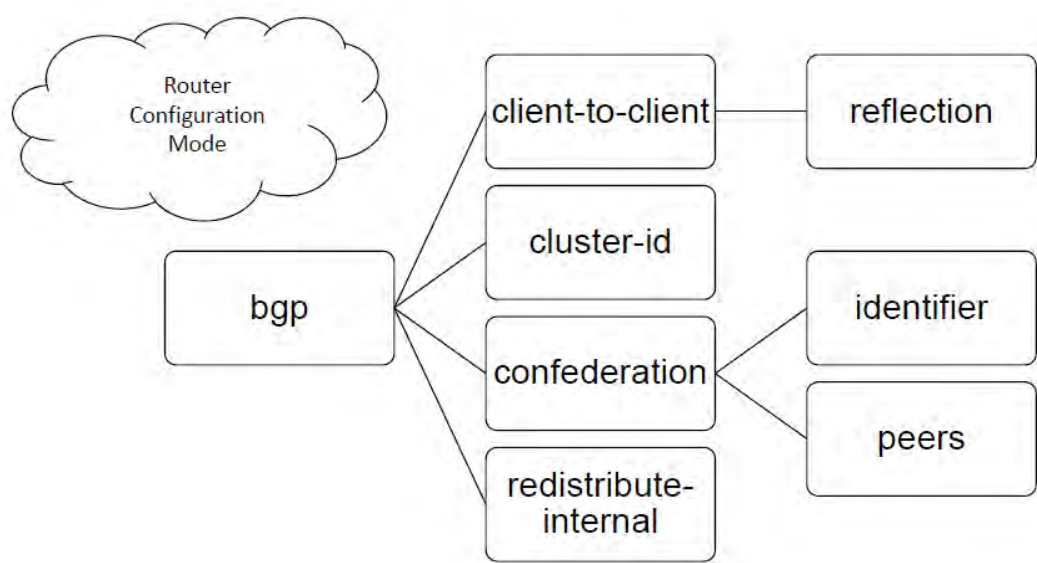 Router
Configuration
Mode
client-to-client
reflection
cluster-id
bgp
identifier
confederation
peers
redistribute-
internal